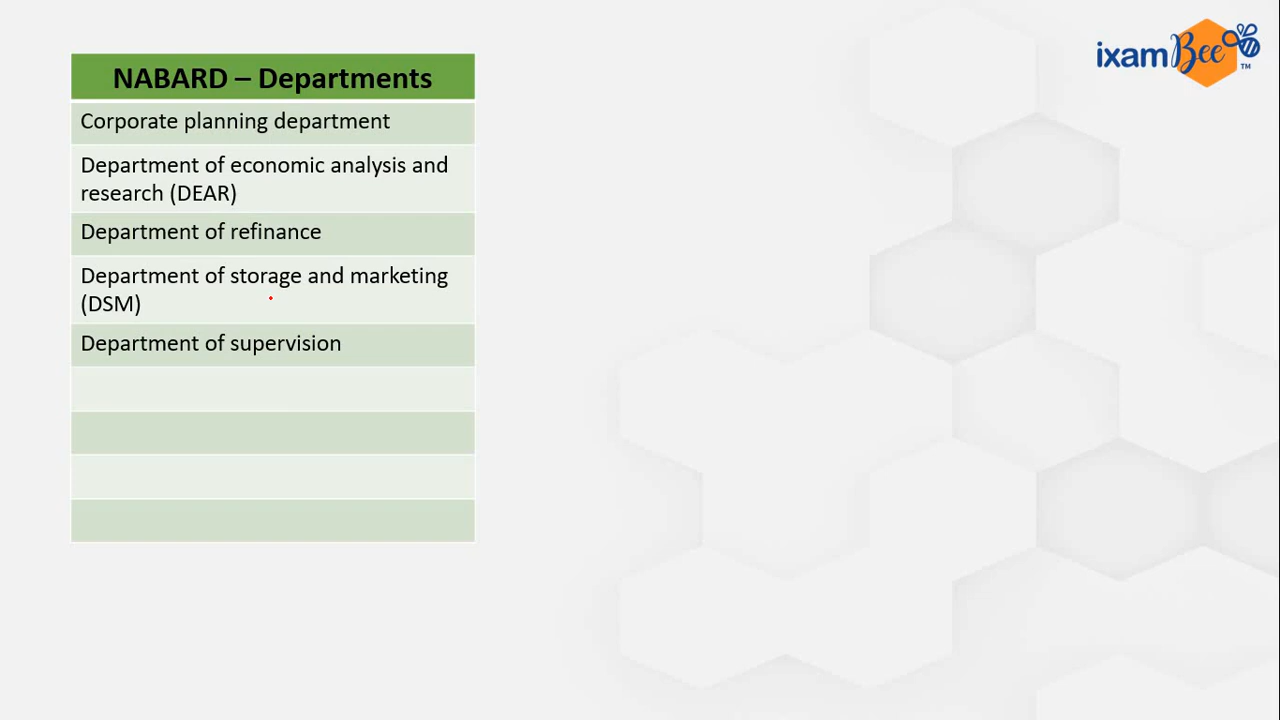 ixamBee TM
NABARD – Departments
Corporate planning department
Department of economic analysis and
research (DEAR)
Department of refinance
Department of storage and marketing
(DSM)
Department of supervision